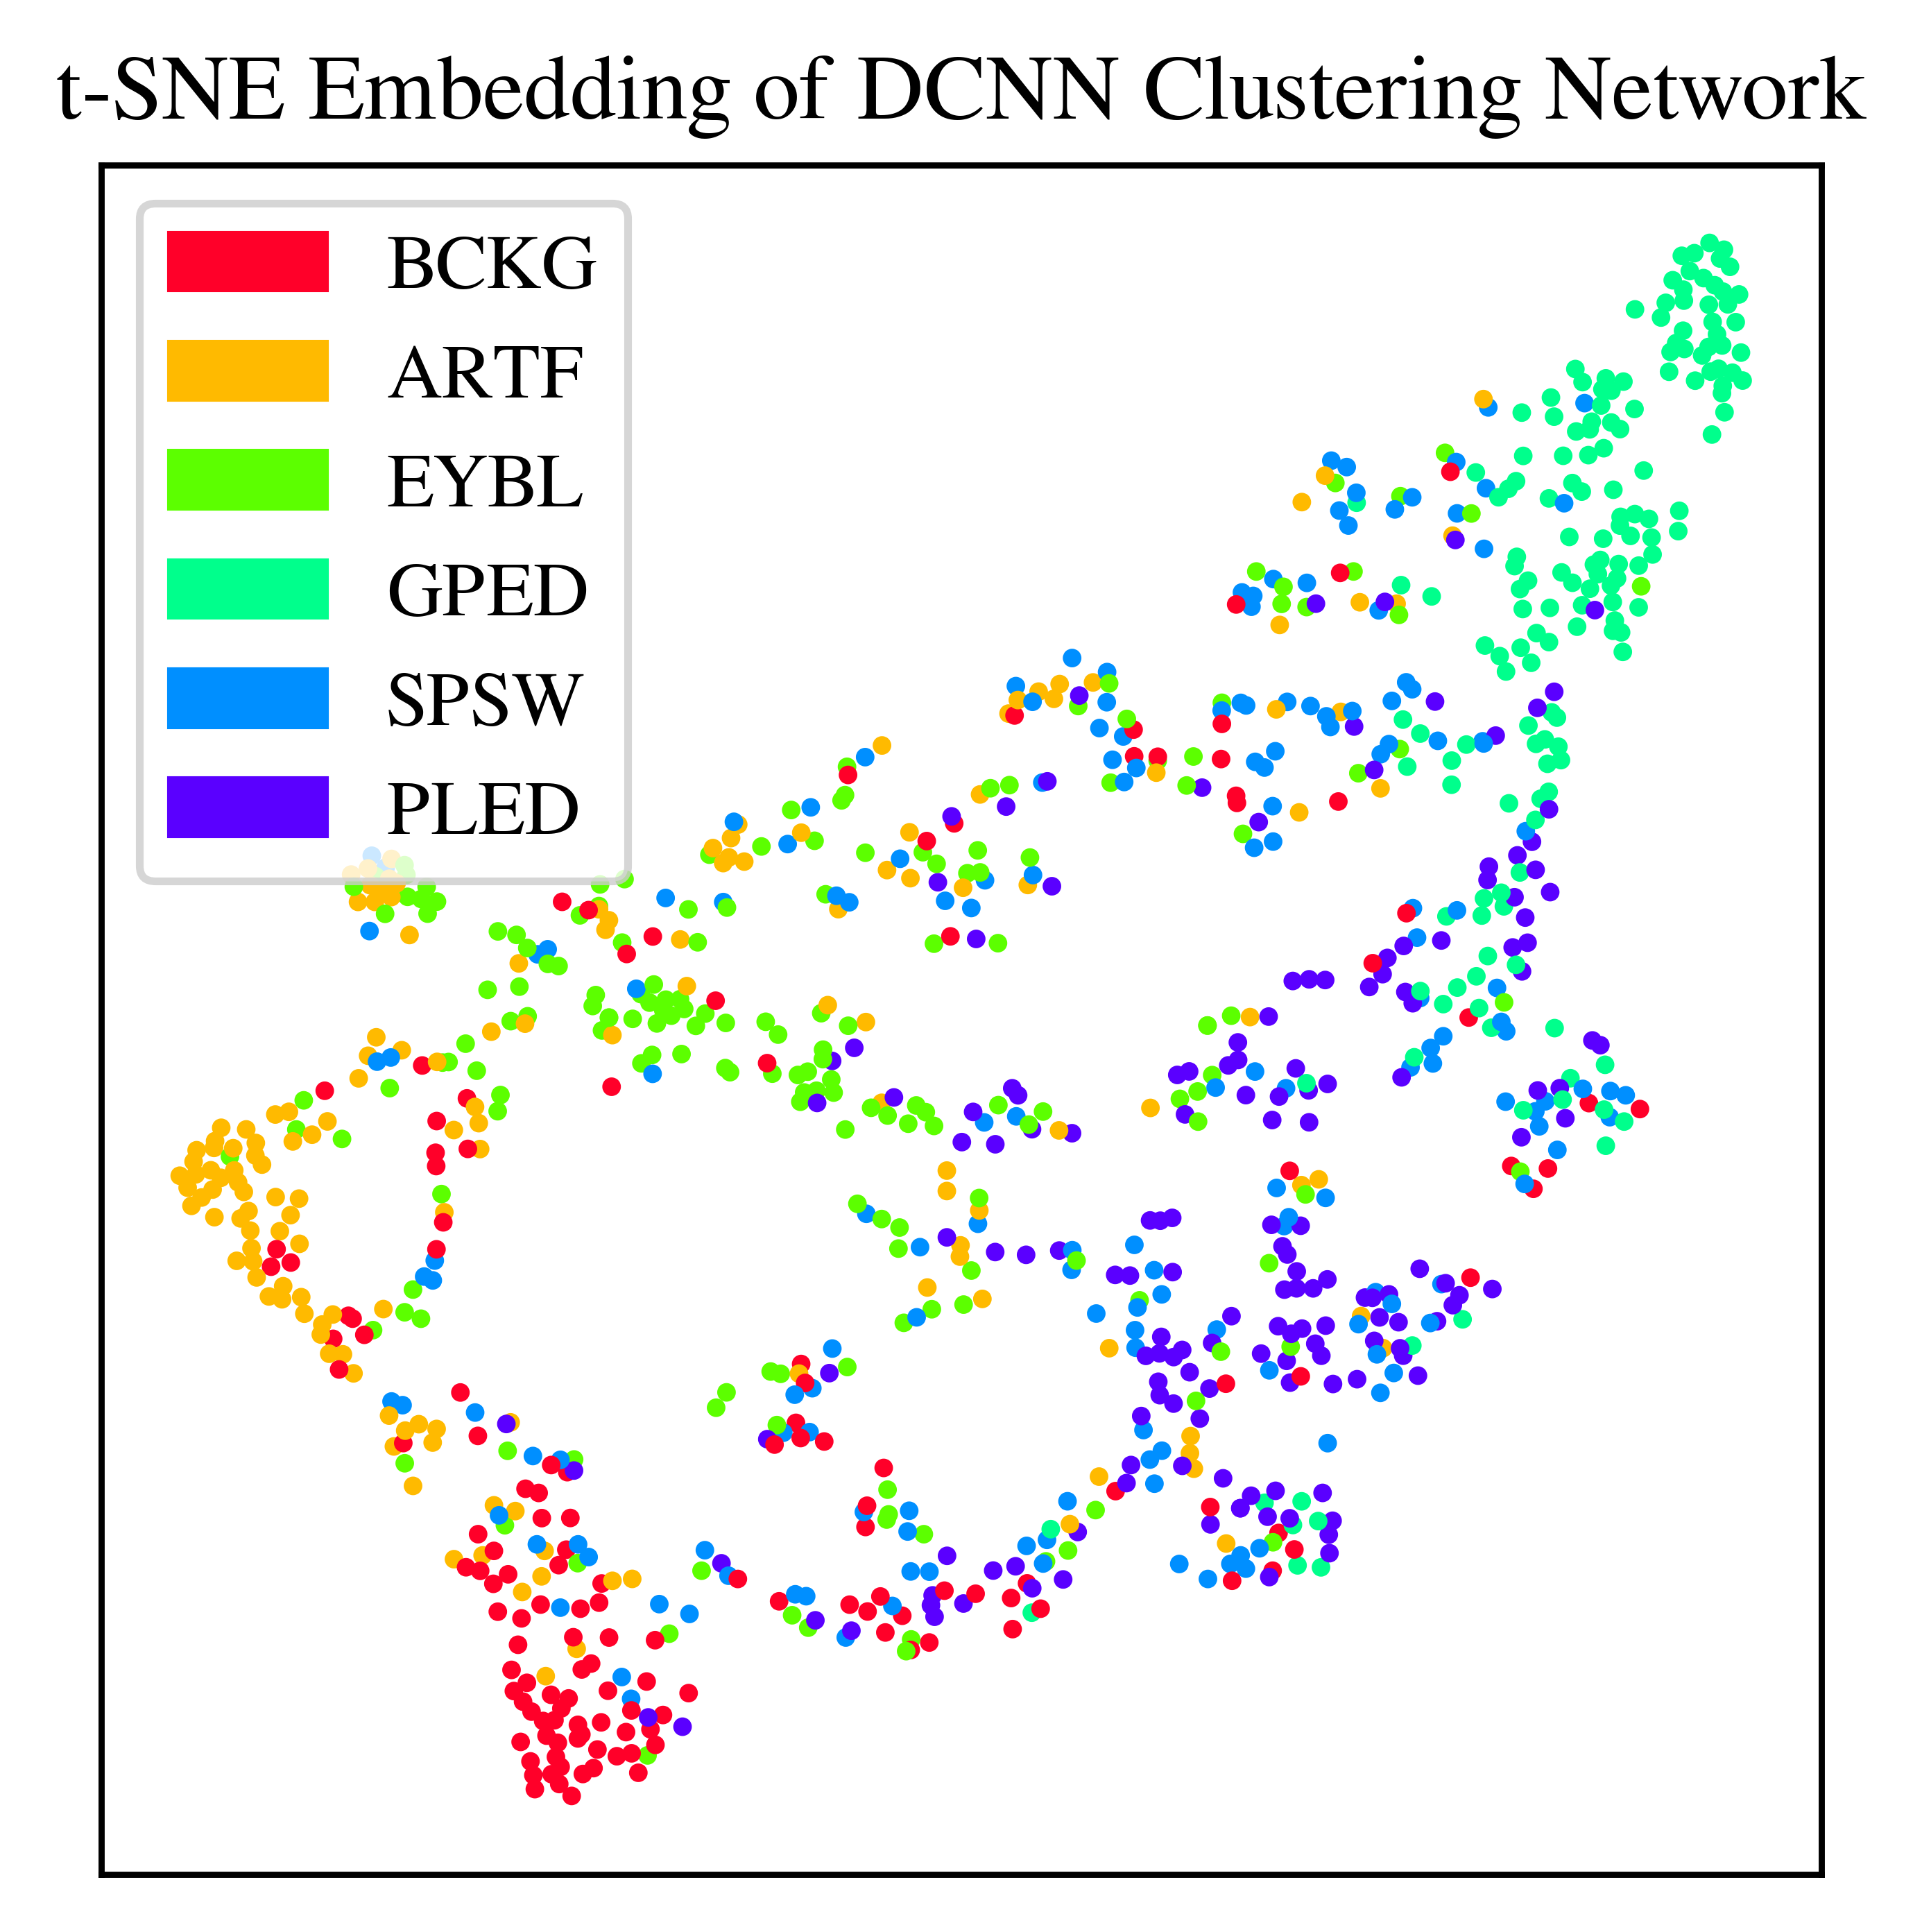 t-SNE Embedding of DCNN Clustering Network
BCKG
ARTF
EYBL
GPED
SPSW
PLED